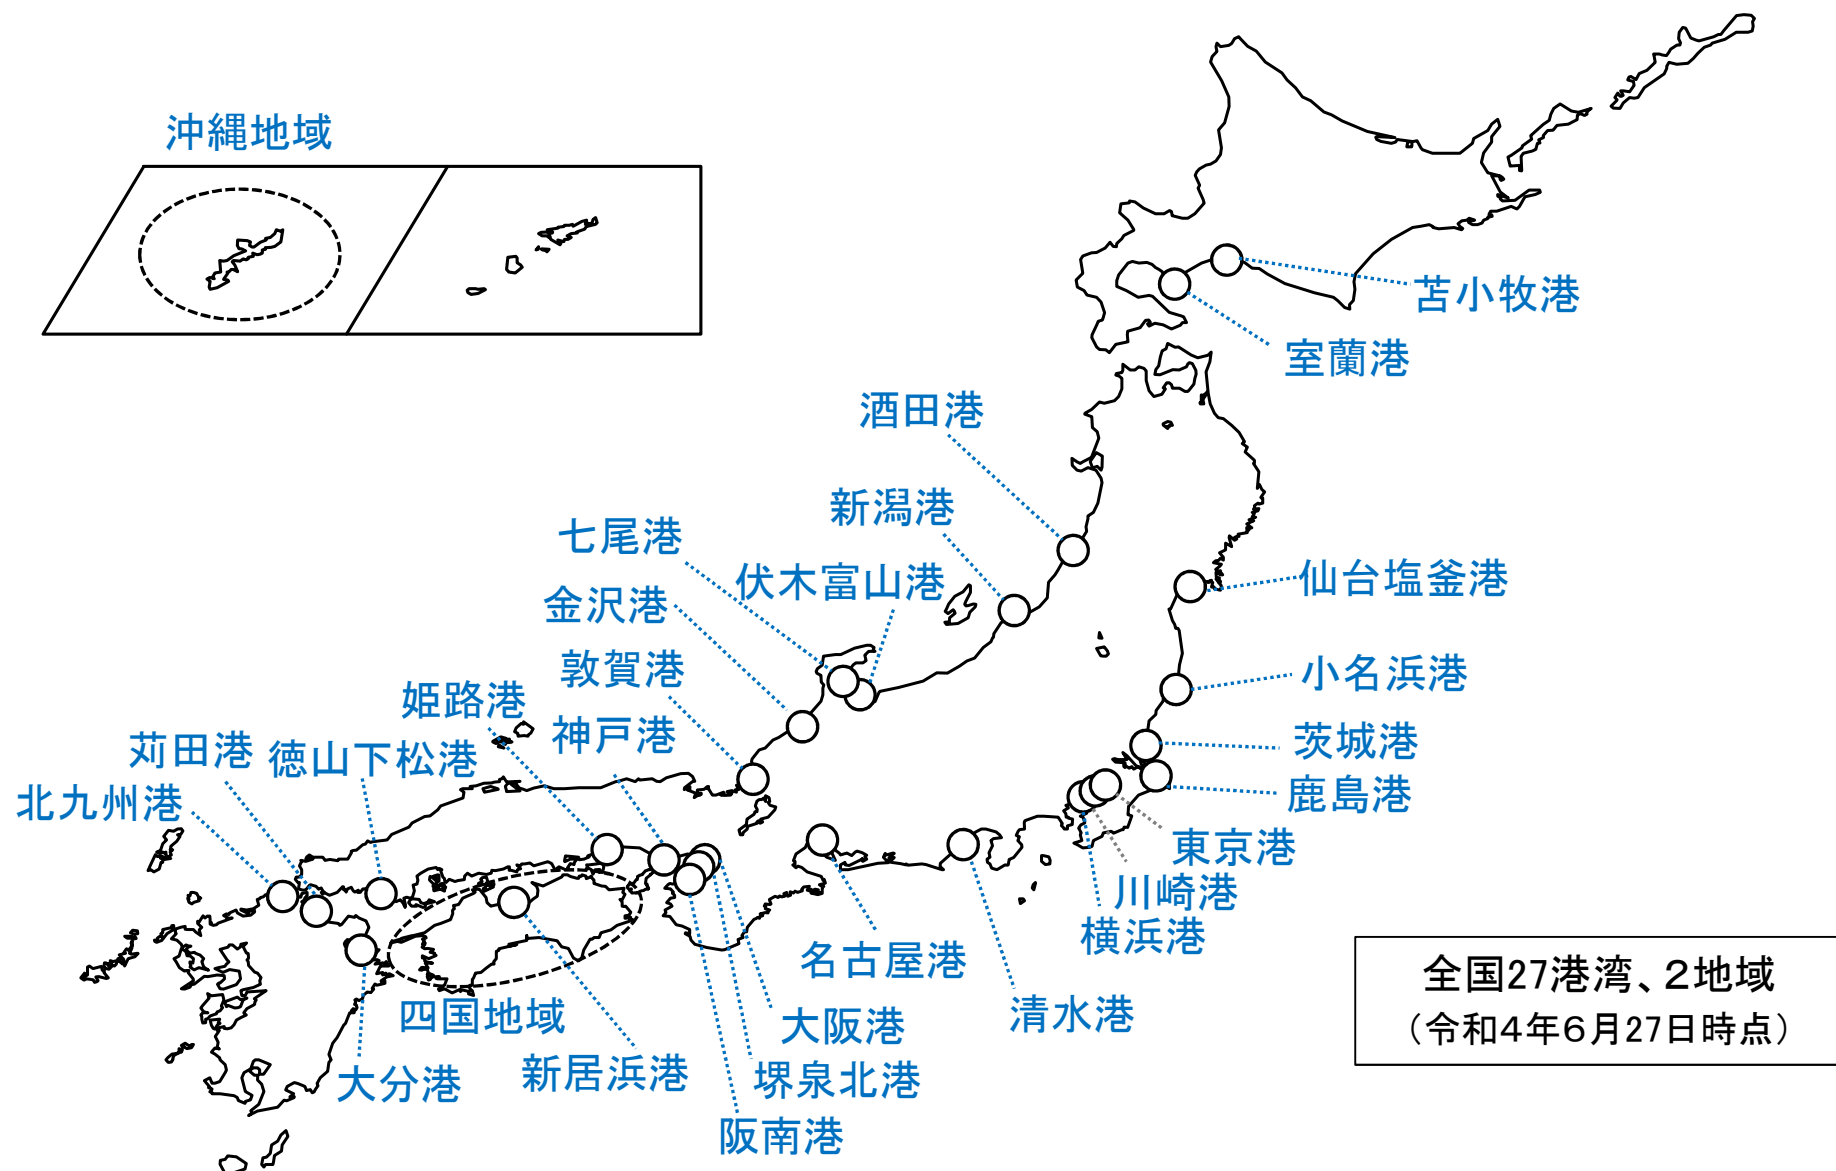 沖縄地域
苫小牧港
室蘭港
酒田港
新潟港
七尾港
伏木富山港
仙台塩釜港
金沢港
敦賀港
小名浜港
姫路港
神戸港
茨城港
苅田港
徳山下松港
北九州港
鹿島港
東京港
川崎港
横浜港
名古屋港
清水港
四国地域
大阪港
新居浜港
堺泉北港
大分港
阪南港
全国27港湾、２地域
（令和４年６月27日時点）